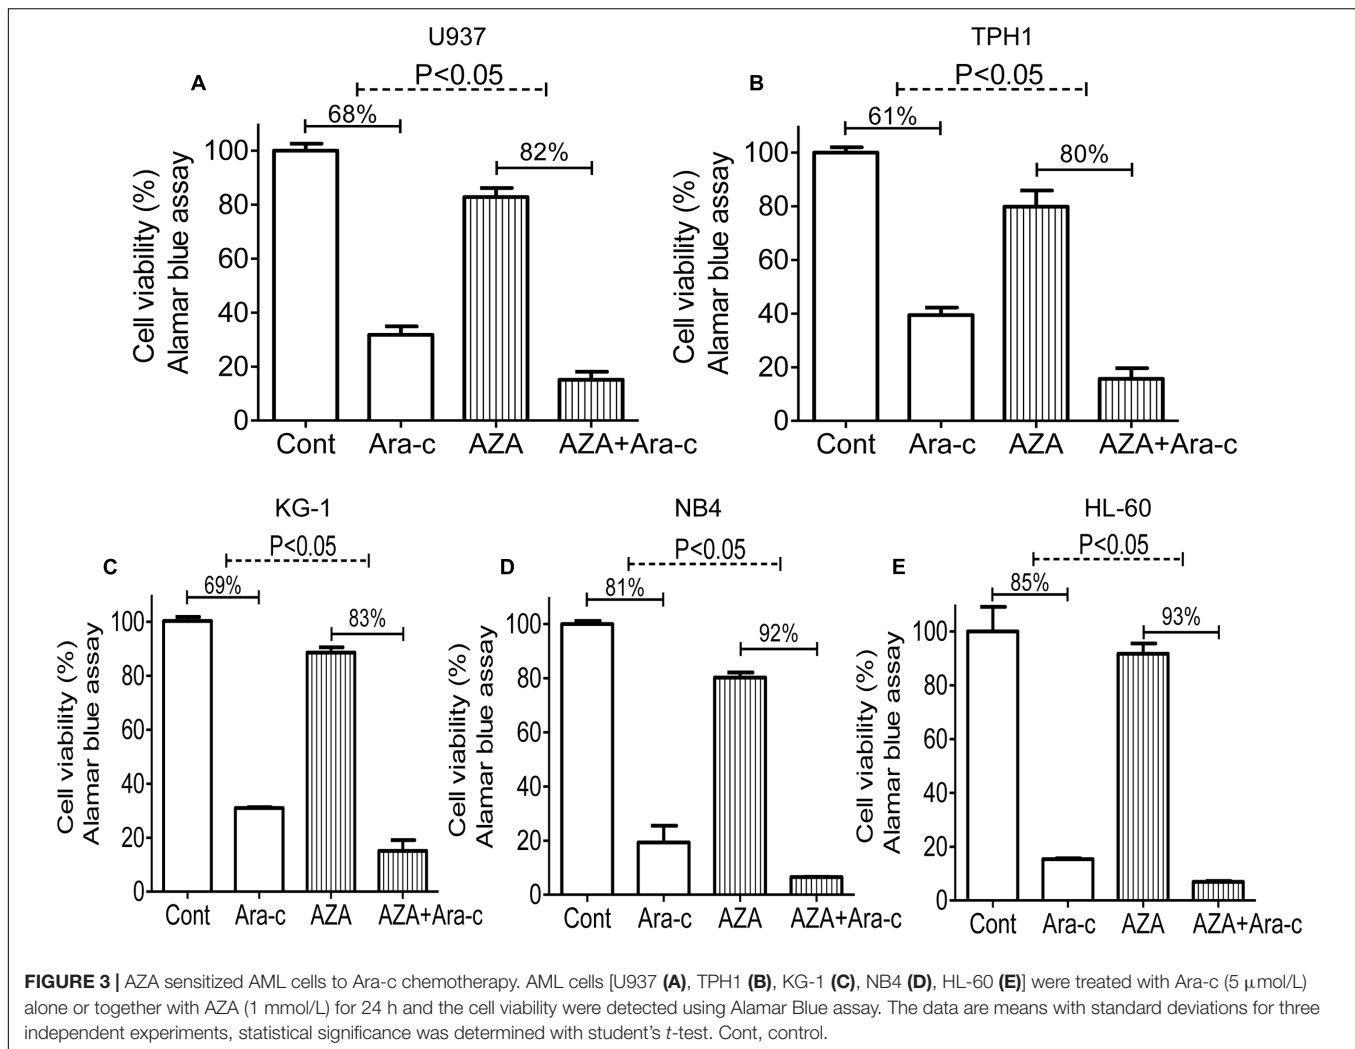 U937
A
P<0.05
68%
82%
Cell viability (%)
Alamar blue assay
100
80
60
40
20
0
Cont Ara-c AZA AZA+Ara-c
TPH1
B
P<0.05
61%
80%
Cell viability (%)
Alamar blue assay
100
80
60
40
20
0
Cont Ara-c AZA AZA+Ara-c
KG-1
C
P<0.05
69%
83%
Cell viability (%)
Alamar blue assay
100
80
60
40
20
0
Cont Ara-c AZA AZA+Ara-c
NB4
D
P<0.05
81%
92%
Cell viability (%)
Alamar blue assay
100
80
60
40
20
0
Cont Ara-c AZA AZA+Ara-c
HL-60
E
P<0.05
85%
93%
Cell viability (%)
Alamar blue assay
100
80
60
40
20
0
Cont Ara-c AZA AZA+Ara-c
FIGURE 3 | AZA sensitized AML cells to Ara-c chemotherapy. AML cells [U937 (A), TPH1 (B), KG-1 (C), NB4 (D), HL-60 (E)] were treated with Ara-c (5 μmol/L)
alone or together with AZA (1 mmol/L) for 24 h and the cell viability were detected using Alamar Blue assay. The data are means with standard deviations for three
independent experiments, statistical significance was determined with student's t-test. Cont, control.